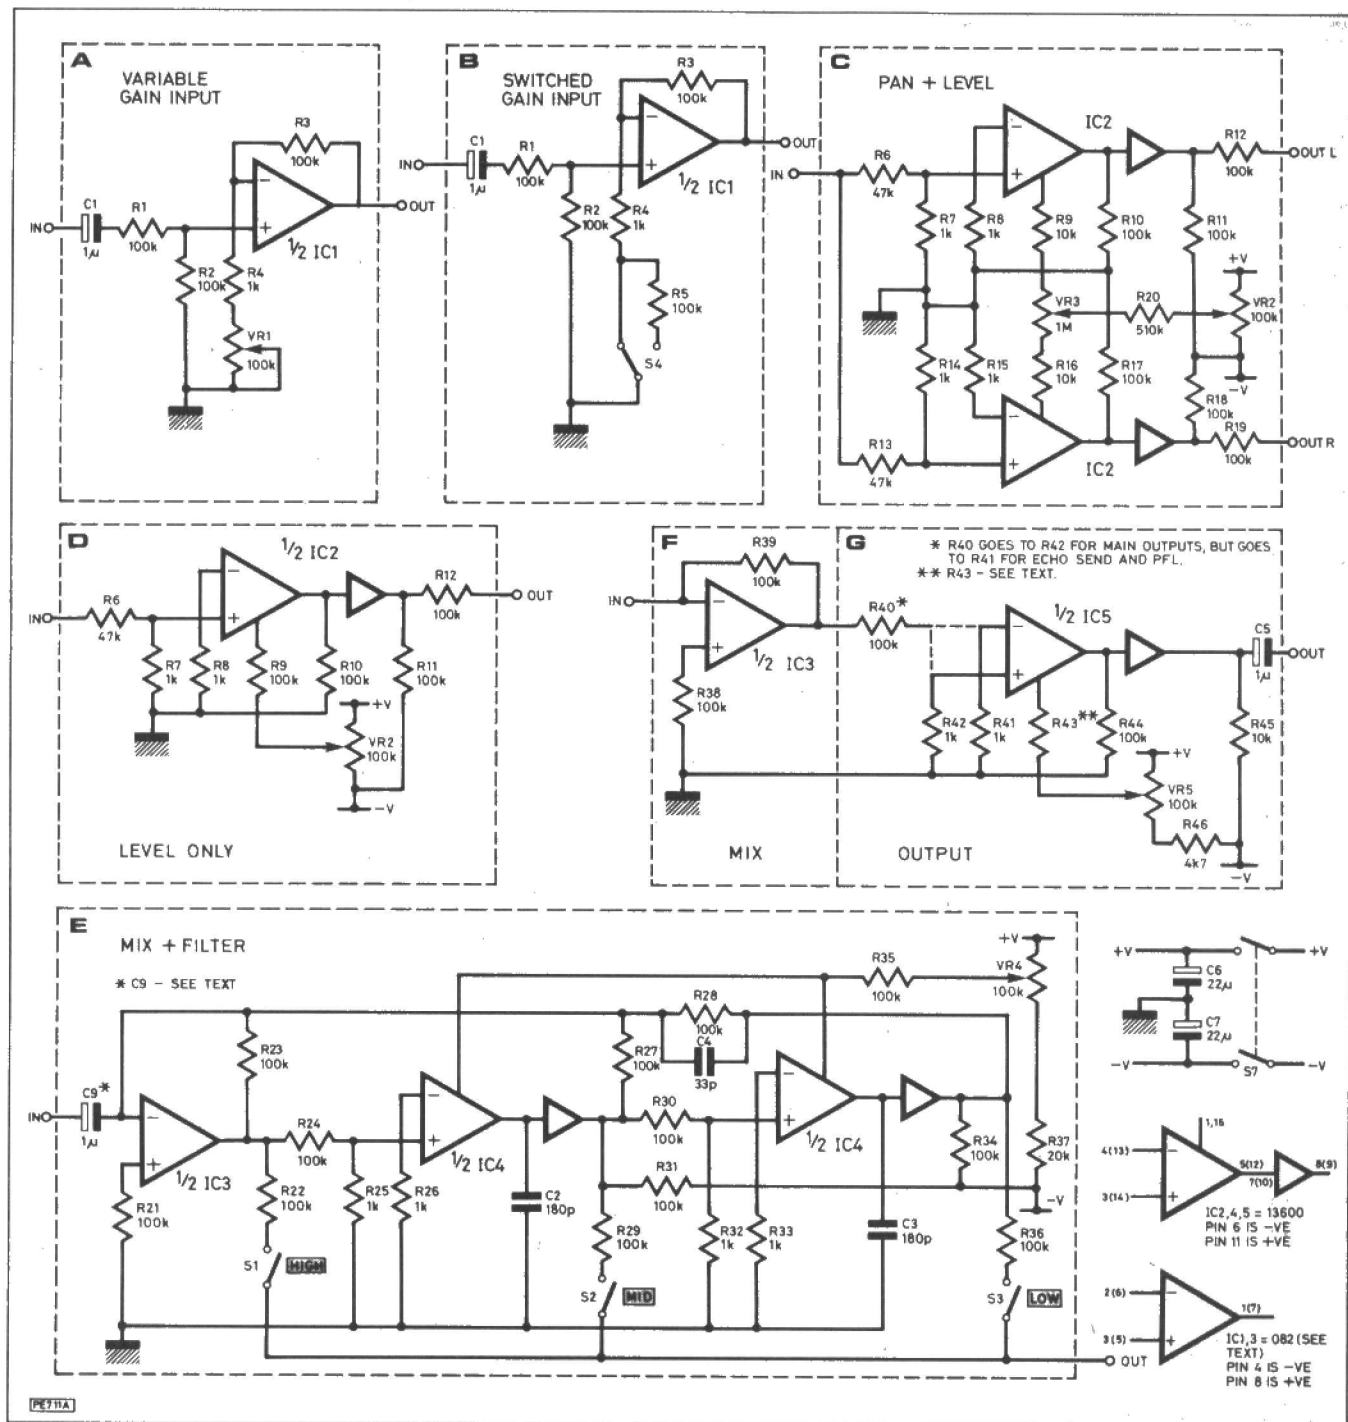 A
VARIABLE
GAIN INPUT
R3
100k
C1
1µ
R1
100k
IN
OUT
½ IC1
R2
100k
R4
1k
VR1
100k
B
SWITCHED
GAIN INPUT
R3
100k
IN
C1
1µ
R1
100k
OUT
½ IC1
R2
100k
R4
1k
R5
100k
S4
C
PAN + LEVEL
IC2
R12
100k
OUT L
IN
R6
47k
R7
1k
R8
1k
R9
10k
R10
100k
R11
100k
+V
VR3
1M
R20
510k
VR2
100k
R14
1k
R15
1k
R16
10k
R17
100k
-V
R18
100k
R13
47k
IC2
R19
100k
OUT R
D
½ IC2
R12
100k
OUT
IN
R6
47k
R7
1k
R8
1k
R9
100k
R10
100k
R11
100k
+V
VR2
100k
-V
LEVEL ONLY
F
R39
100k
IN
½ IC3
R38
100k
MIX
G
* R40 GOES TO R42 FOR MAIN OUTPUTS, BUT GOES
TO R41 FOR ECHO SEND AND PFL.
** R43 - SEE TEXT.
R40*
100k
½ IC5
C5
1µ
OUT
R42
1k
R41
1k
R43**
R44
100k
R45
10k
+V
VR5
100k
R46
4k7
-V
OUTPUT
E
MIX + FILTER
* C9 - SEE TEXT
R35
100k
+V
VR4
100k
R28
100k
C4
33p
R23
100k
R27
100k
IN
C9*
1µ
½ IC3
R24
100k
½ IC4
R30
100k
½ IC4
R34
100k
R37
20k
R31
100k
-V
R21
100k
R22
100k
R25
1k
R26
1k
C2
180p
R29
100k
R32
1k
R33
1k
C3
180p
R36
100k
S1
HIGH
S2
MID
S3
LOW
OUT
+V
+V
C6
22µ
C7
22µ
-V
S7
-V
1,16
4(13)
3(14)
5(12)
7(10)
8(9)
IC2,4,5 = 13600
PIN 6 IS -VE
PIN 11 IS +VE
2(6)
3(5)
1(7)
IC),3 = 082 (SEE
TEXT)
PIN 4 IS -VE
PIN 8 IS +VE
PE711A